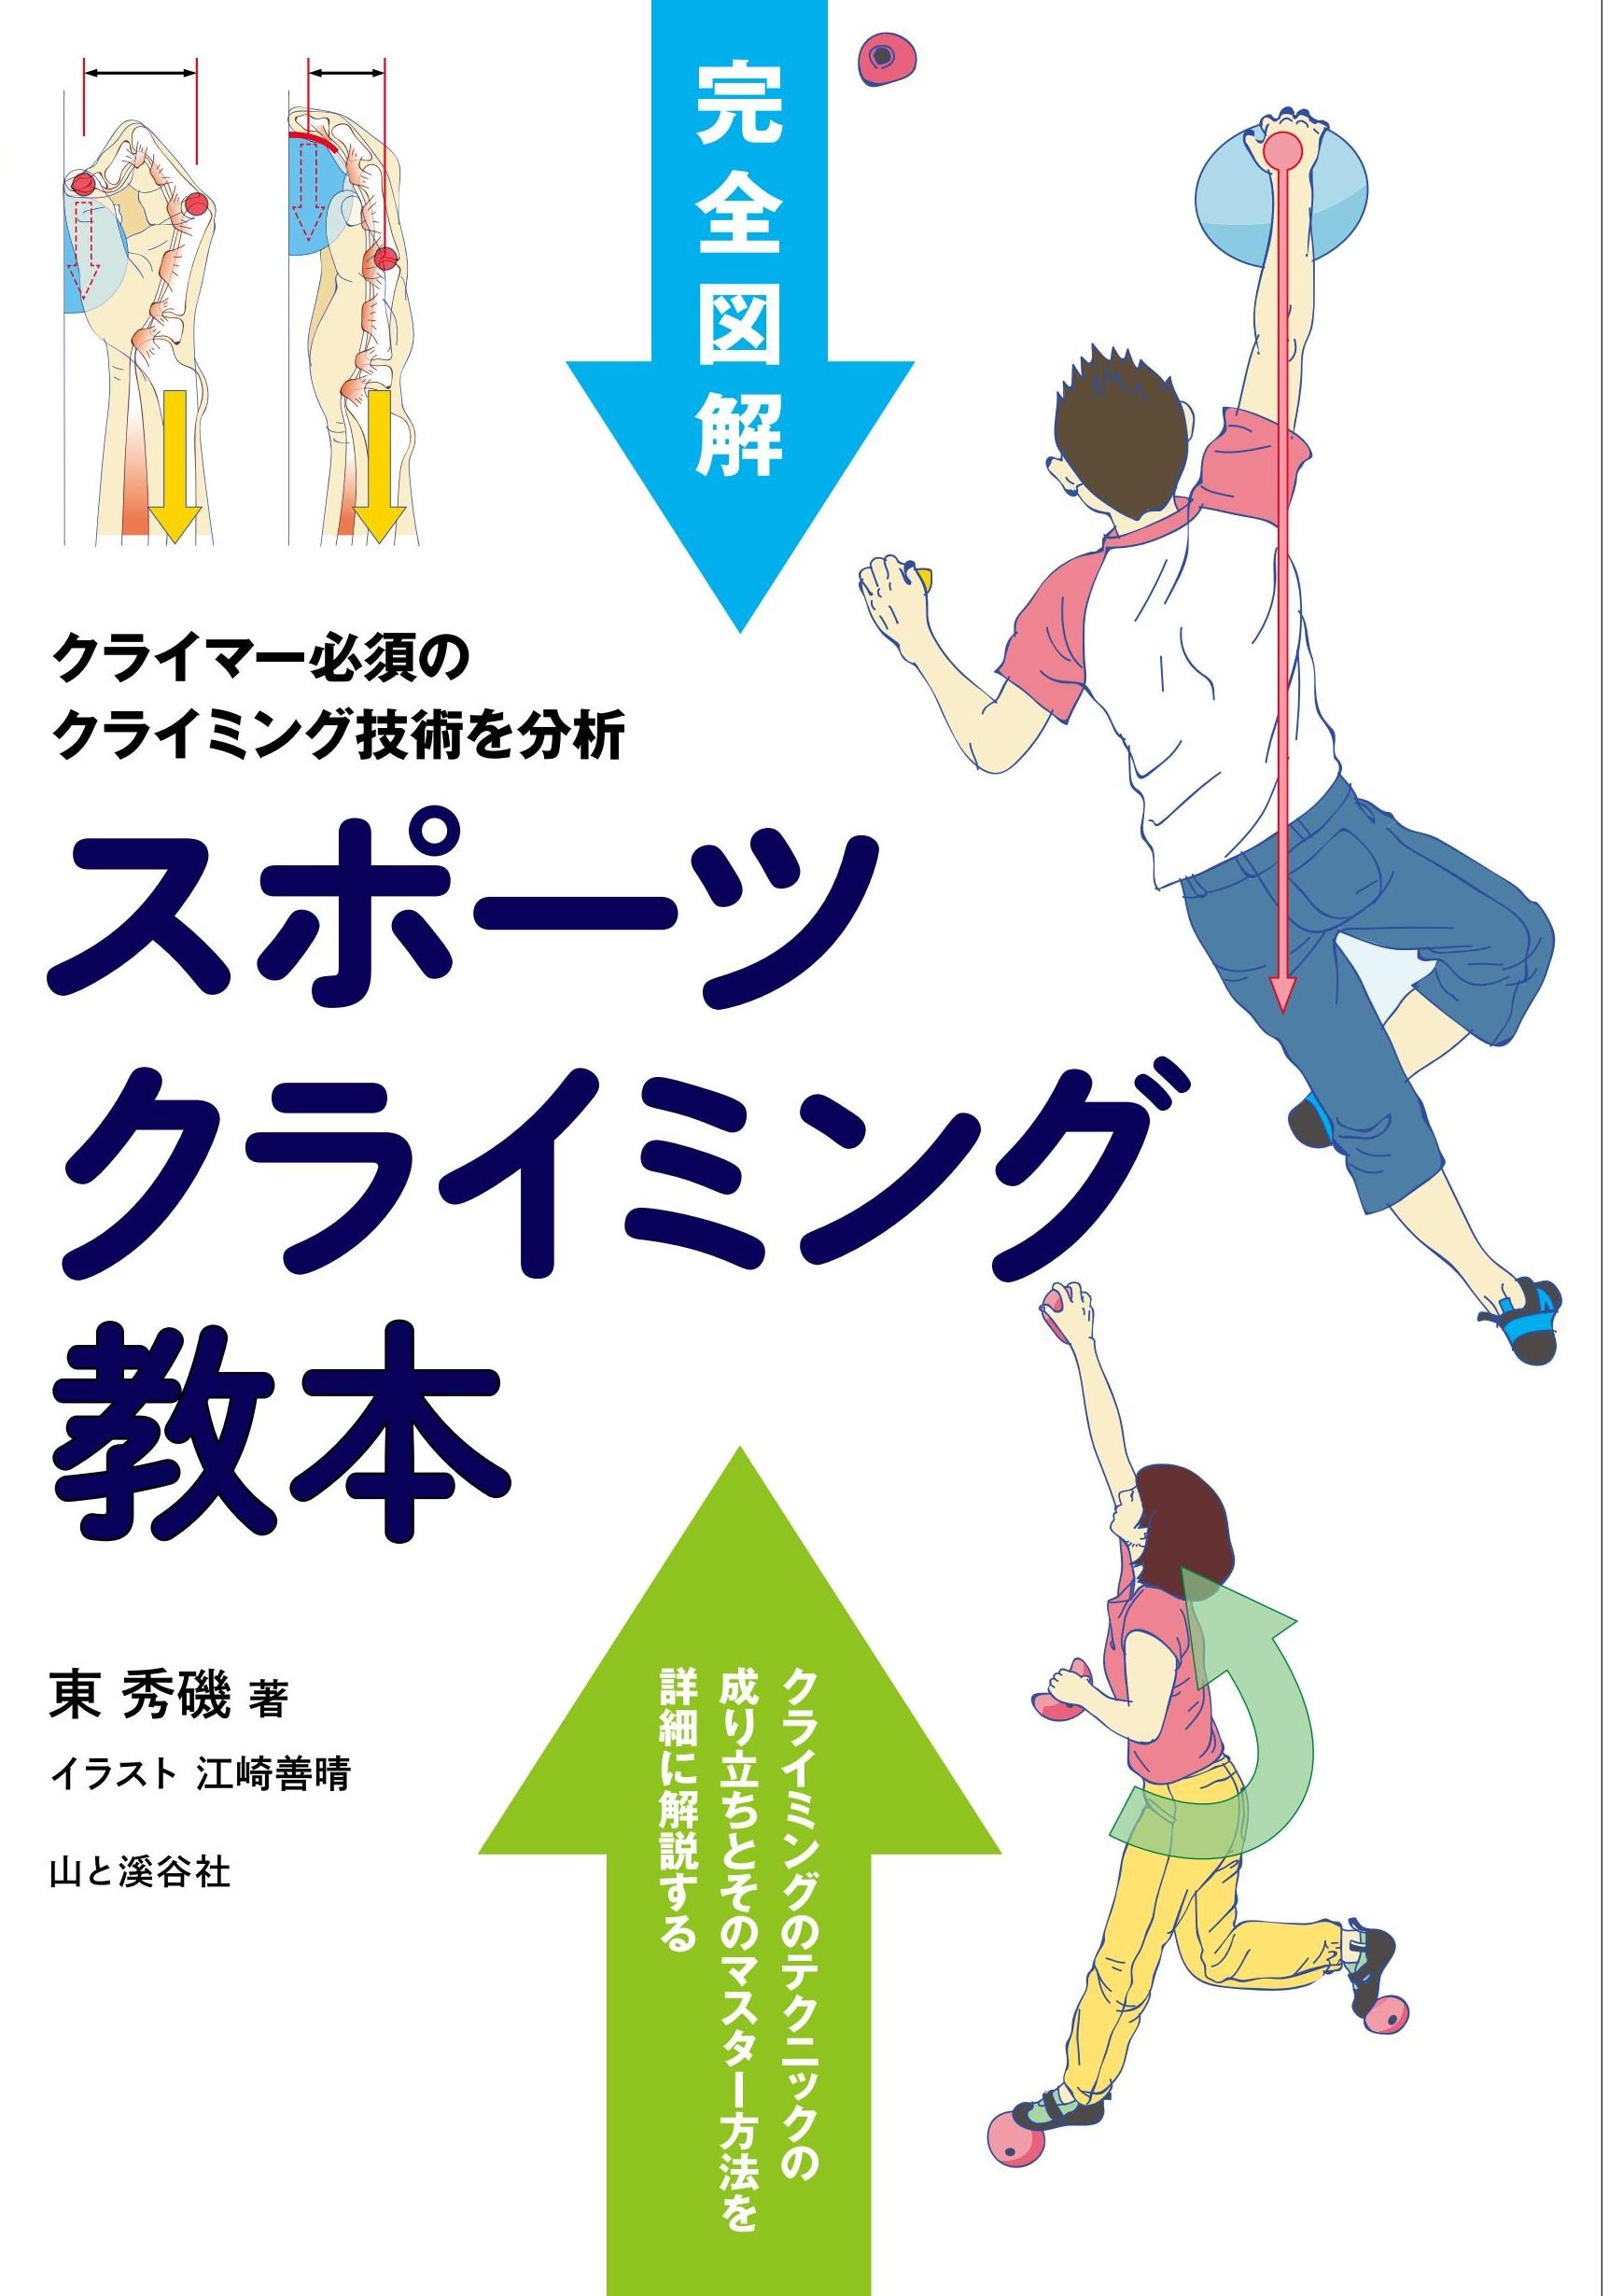 完全図解
クライマー必須の
クライミング技術を分析
スポーツ
クライミング
教本
東 秀磯 著
イラスト 江崎善晴
山と溪谷社
クライミングのテクニックの
成り立ちとそのマスター方法を
詳細に解説する